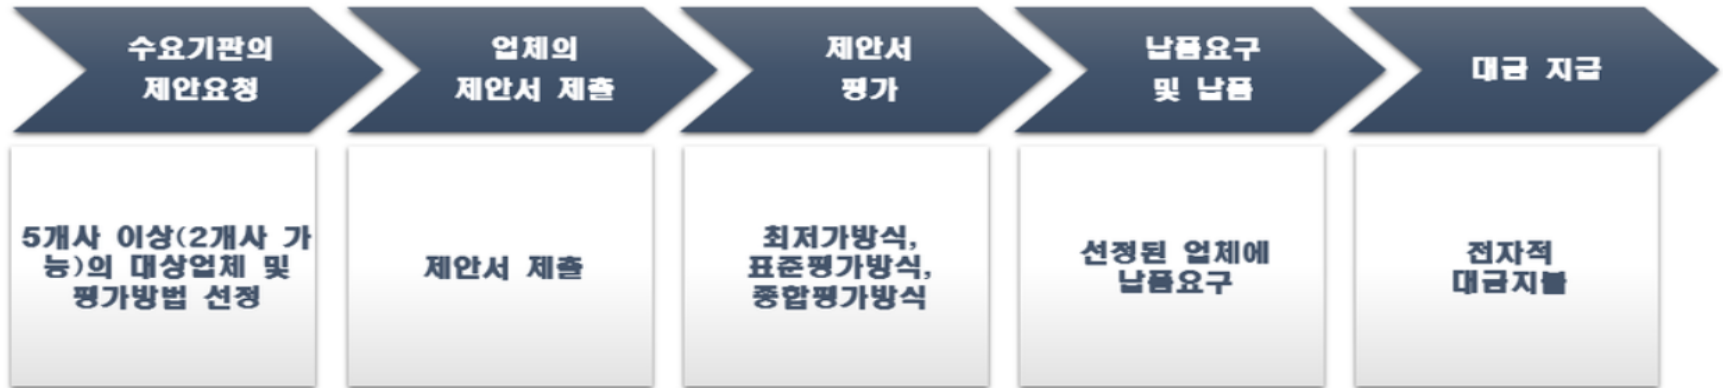 수요기관의
제안요청
업체의
제안서 제출
제안서
평가
납품요구
및 납품
대금 지급
5개사 이상(2개사 가
능)의 대상업체 및
평가방법 선정
제안서 제출
최저가방식,
표준평가방식,
종합평가방식
선정된 업체에
납품요구
전자적
대금지불